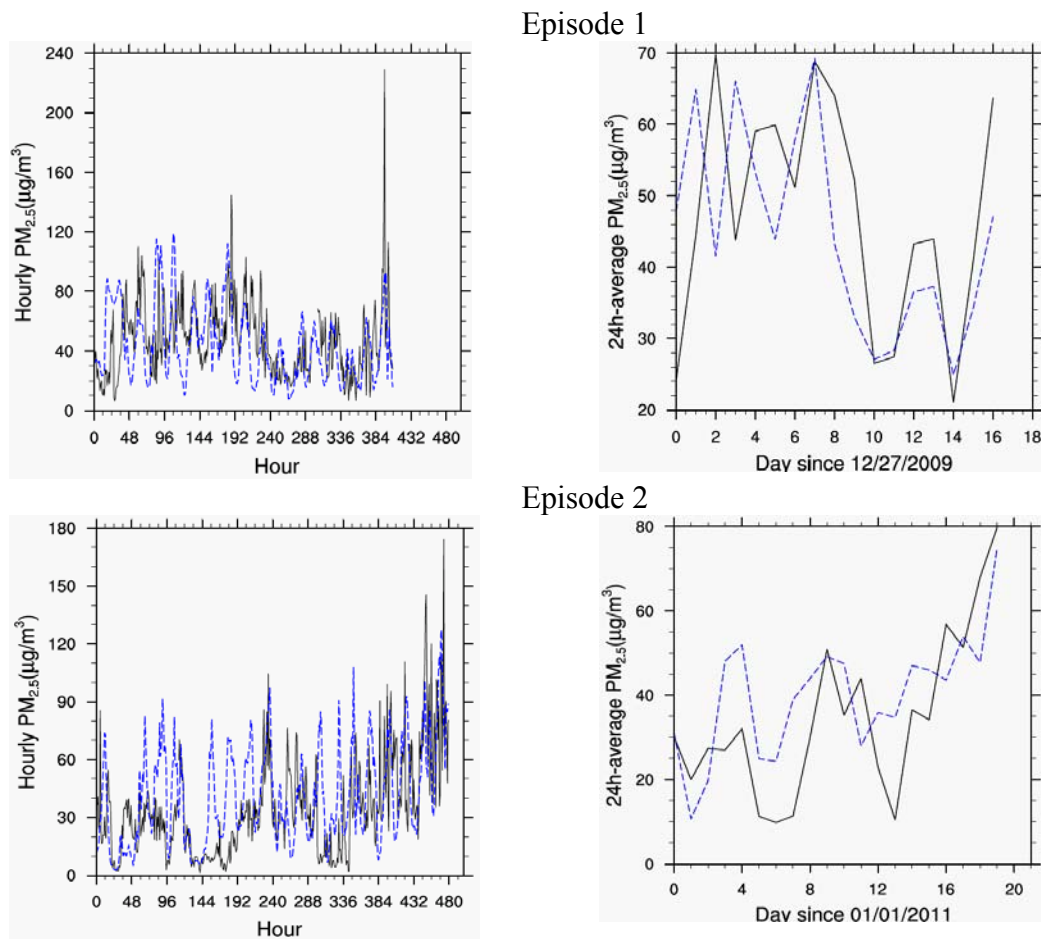 Episode 1
Hourly PM2.5(µg/m3)
240
200
160
120
80
40
0
0 48 96 144 192 240 288 336 384 432 480
Hour
24h-average PM2.5(µg/m3)
70
60
50
40
30
20
0 2 4 6 8 10 12 14 16 18
Day since 12/27/2009
Episode 2
Hourly PM2.5(µg/m3)
180
150
120
90
60
30
0
0 48 96 144 192 240 288 336 384 432 480
Hour
24h-average PM2.5(µg/m3)
80
60
40
20
0
0 4 8 12 16 20
Day since 01/01/2011